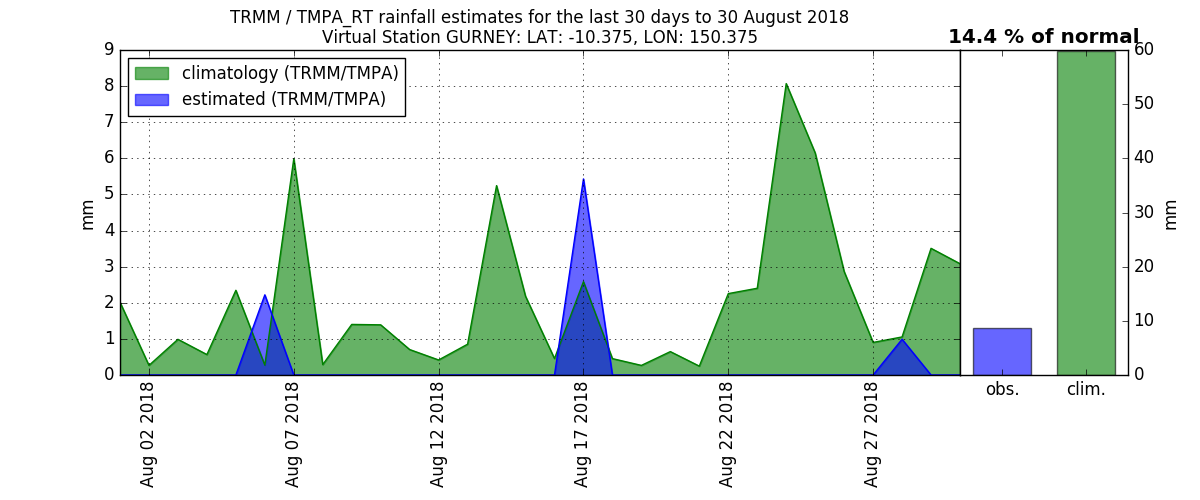 TRMM / TMPA_RT rainfall estimates for the last 30 days to 30 August 2018
Virtual Station GURNEY: LAT: -10.375, LON: 150.375
14.4 % of normal
climatology (TRMM/TMPA)
estimated (TRMM/TMPA)
mm
9
8
7
6
5
4
3
2
1
0
Aug 02 2018
Aug 07 2018
Aug 12 2018
Aug 17 2018
Aug 22 2018
Aug 27 2018
60
50
40
30
20
10
0
mm
obs.
clim.